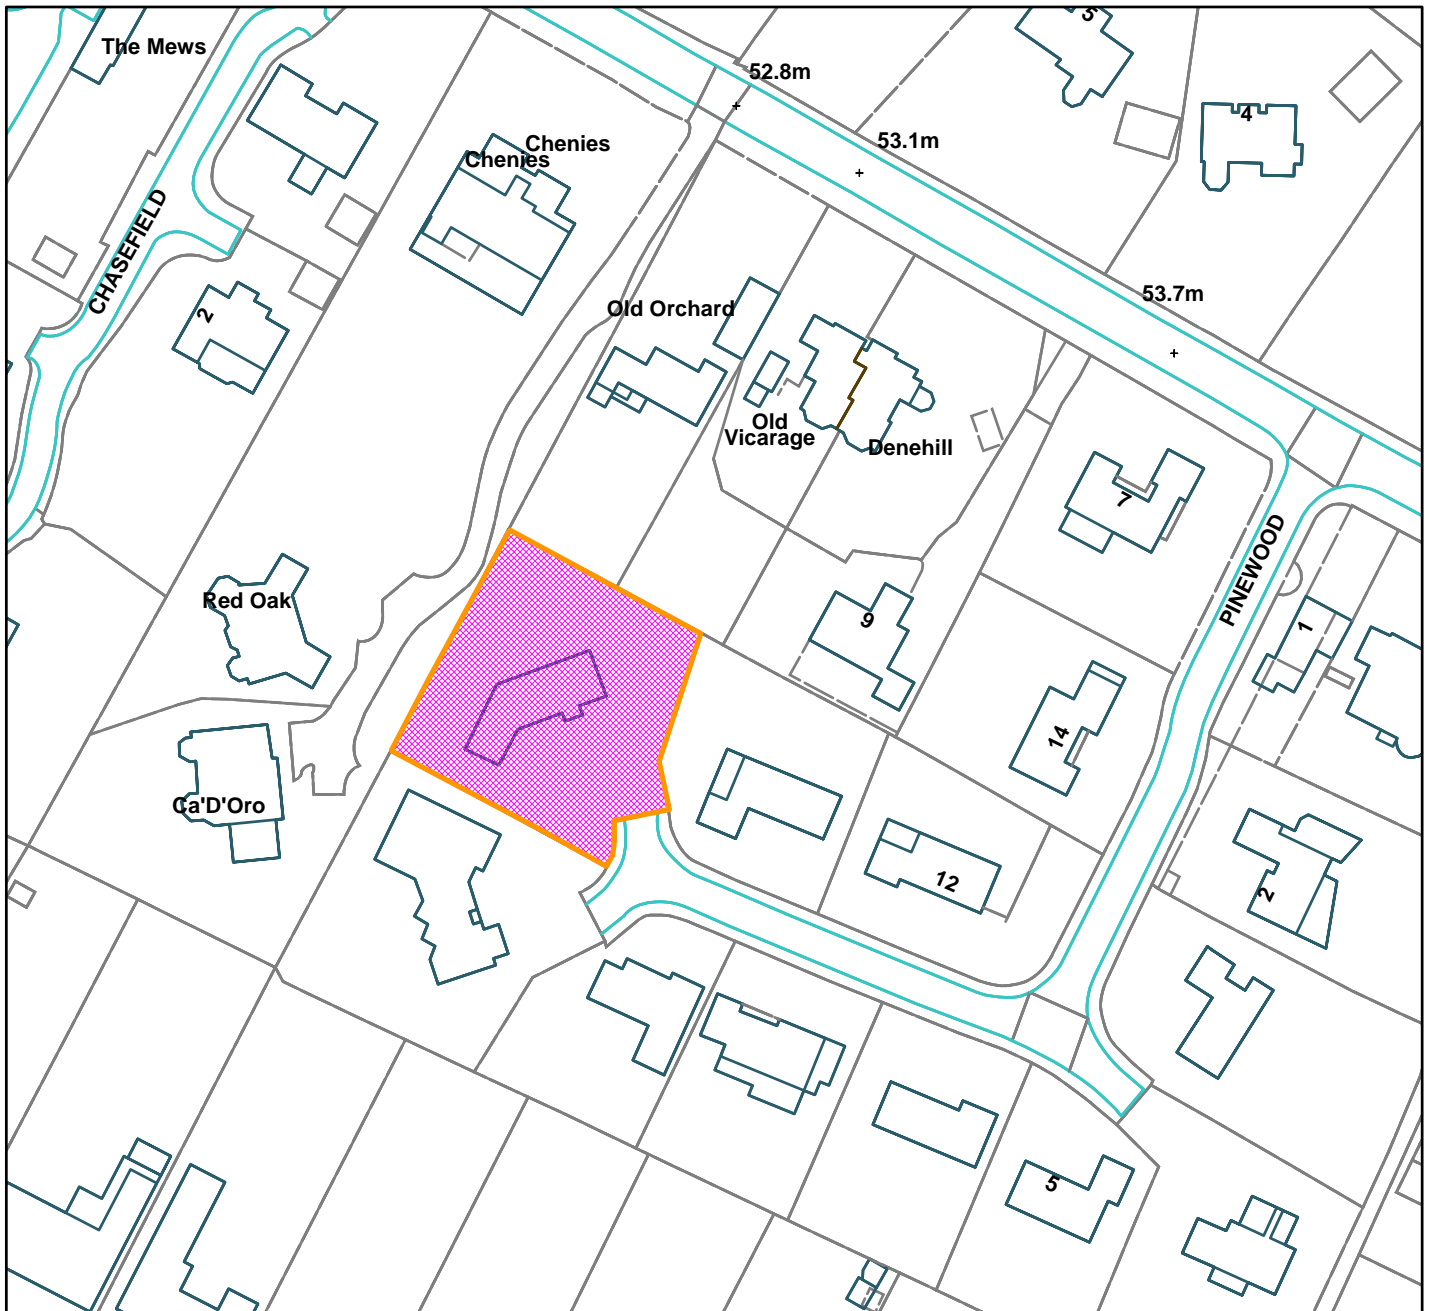 The Mews
5
52.8m
4
53.1m
Chenies
Chenies
CHASEFIELD
53.7m
2
Old Orchard
Old
Vicarage
Denehill
7
PINEWOOD
Red Oak
9
1
14
Ca'D'Oro
12
2
5